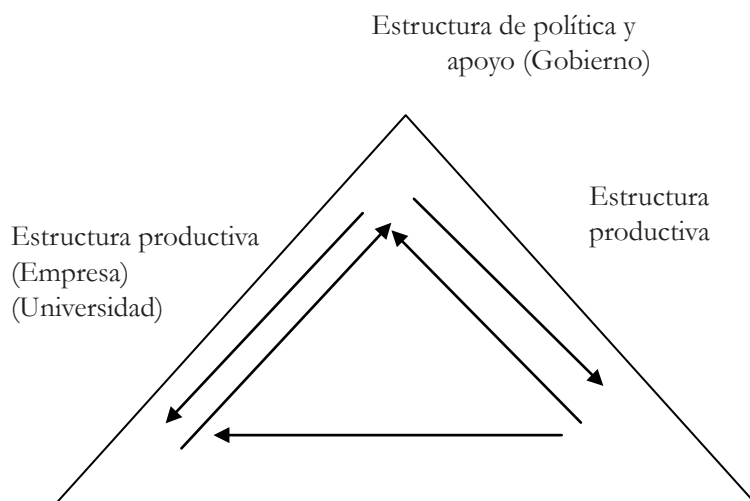 Estructura de política y
apoyo (Gobierno)
Estructura productiva
(Empresa)
(Universidad)
Estructura
productiva